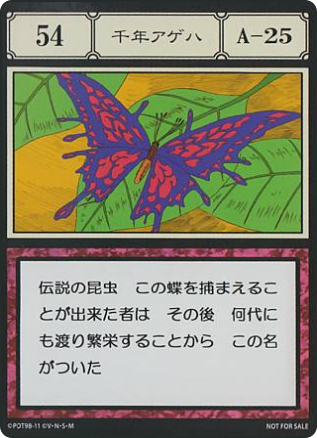 54
千年アゲハ
A-25
伝説の昆虫　この蝶を捕まえるこ
とが出来た者は　その後　何代に
も渡り繁栄することから　この名
がついた
©POT98-11 ©V・N・S・M
NOT FOR SALE